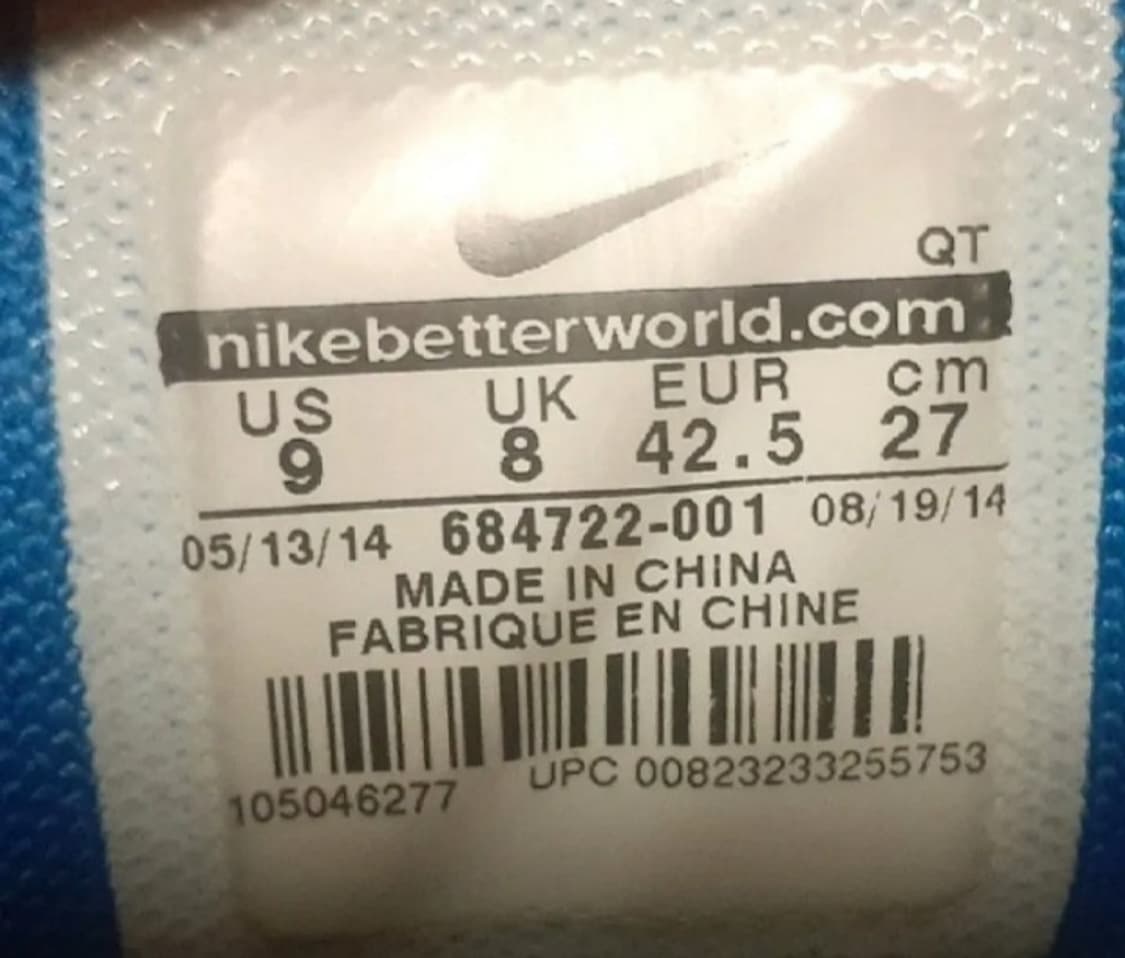 QT
nikebetterworld.com
US UK EUR cm
9 8 42.5 27
05/13/14 684722-001 08/19/14
MADE IN CHINA
FABRIQUE EN CHINE
105046277 UPC 00823233255753